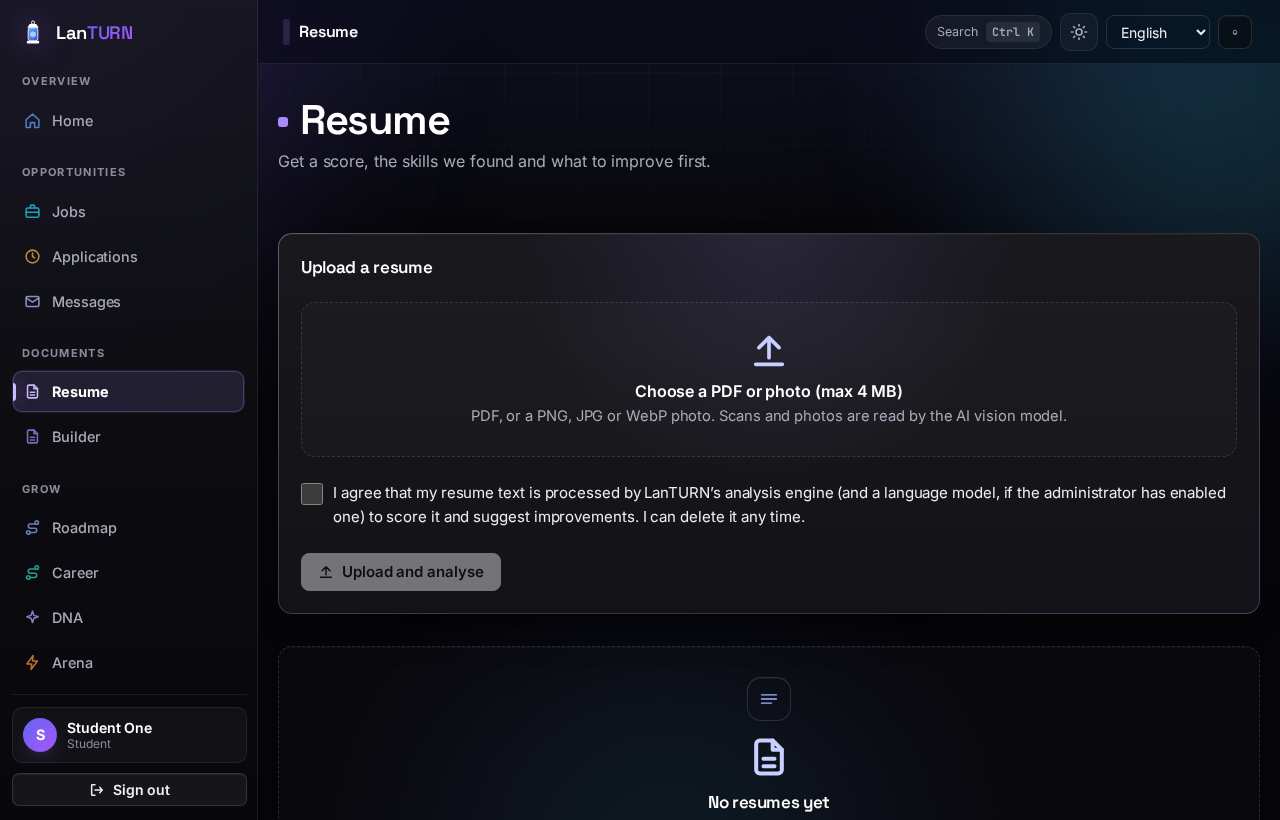 LanTURN
OVERVIEW
Home
OPPORTUNITIES
Jobs
Applications
Messages
DOCUMENTS
Resume
Builder
GROW
Roadmap
Career
DNA
Arena
S
Student One
Student
Sign out
Resume
Search Ctrl K
English
Resume
Get a score, the skills we found and what to improve first.
Upload a resume
Choose a PDF or photo (max 4 MB)
PDF, or a PNG, JPG or WebP photo. Scans and photos are read by the AI vision model.
I agree that my resume text is processed by LanTURN’s analysis engine (and a language model, if the administrator has enabled
one) to score it and suggest improvements. I can delete it any time.
Upload and analyse
No resumes yet